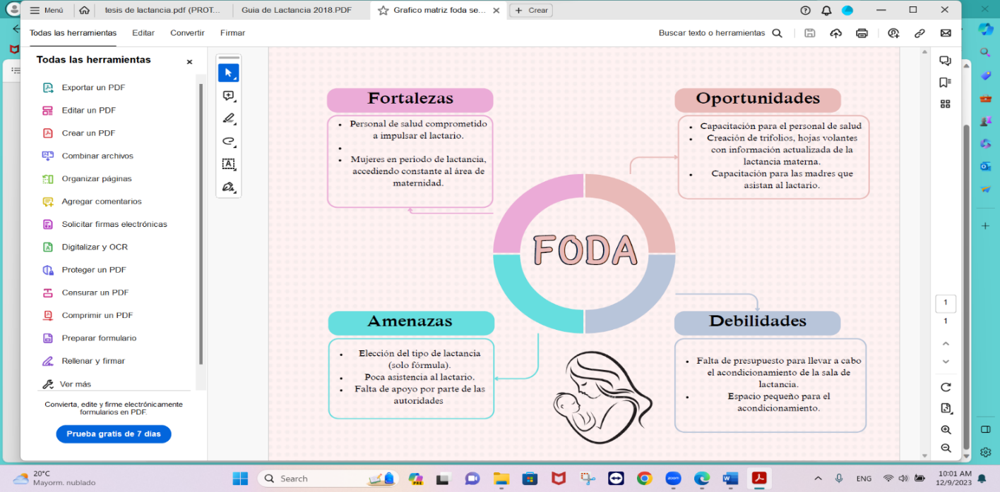 Menú
tesis de lactancia.pdf (PROT...
Guia de Lactancia 2018.PDF
Grafico matriz foda se...
Crear
Todas las herramientas
Editar
Convertir
Firmar
Buscar texto o herramientas
Todas las herramientas
Exportar un PDF
Editar un PDF
Crear un PDF
Combinar archivos
Organizar páginas
Agregar comentarios
Solicitar firmas electrónicas
Digitalizar y OCR
Proteger un PDF
Censurar un PDF
Comprimir un PDF
Preparar formulario
Rellenar y firmar
Ver más
Convierta, edite y firme electrónicamente
formularios en PDF.
Prueba gratis de 7 días
Fortalezas
• Personal de salud comprometido
a impulsar el lactario.
•
• Mujeres en periodo de lactancia,
accediendo constante al área de
maternidad.
Oportunidades
• Capacitación para el personal de salud
• Creación de trifolios, hojas volantes
con información actualizada de la
lactancia materna.
• Capacitación para las madres que
asistan al lactario.
FODA
Amenazas
• Elección del tipo de lactancia
(solo fórmula).
• Poca asistencia al lactario.
• Falta de apoyo por parte de las
autoridades
Debilidades
• Falta de presupuesto para llevar a cabo
el acondicionamiento de la sala de
lactancia.
• Espacio pequeño para el
acondicionamiento.
1
1
20°C
Mayorm. nublado
Search
PRE
zoom
ENG
10:01 AM
12/9/2023